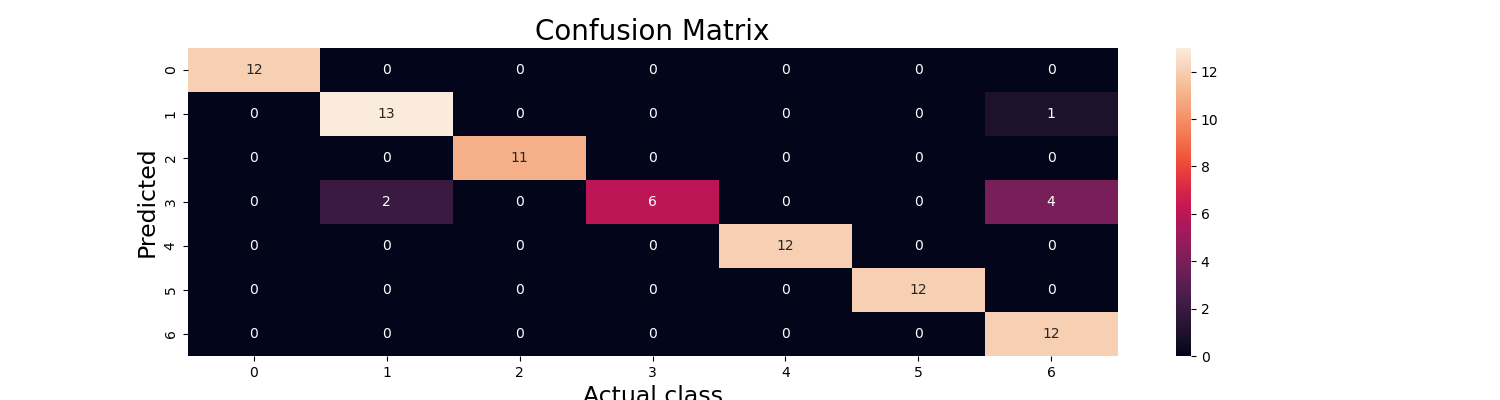 Confusion Matrix
0 12 0 0 0 0 0 0
1 0 13 0 0 0 0 1
2 0 0 11 0 0 0 0
3 0 2 0 6 0 0 4
4 0 0 0 0 12 0 0
5 0 0 0 0 0 12 0
6 0 0 0 0 0 0 12
0 1 2 3 4 5 6
Predicted
Actual class
12
10
8
6
4
2
0